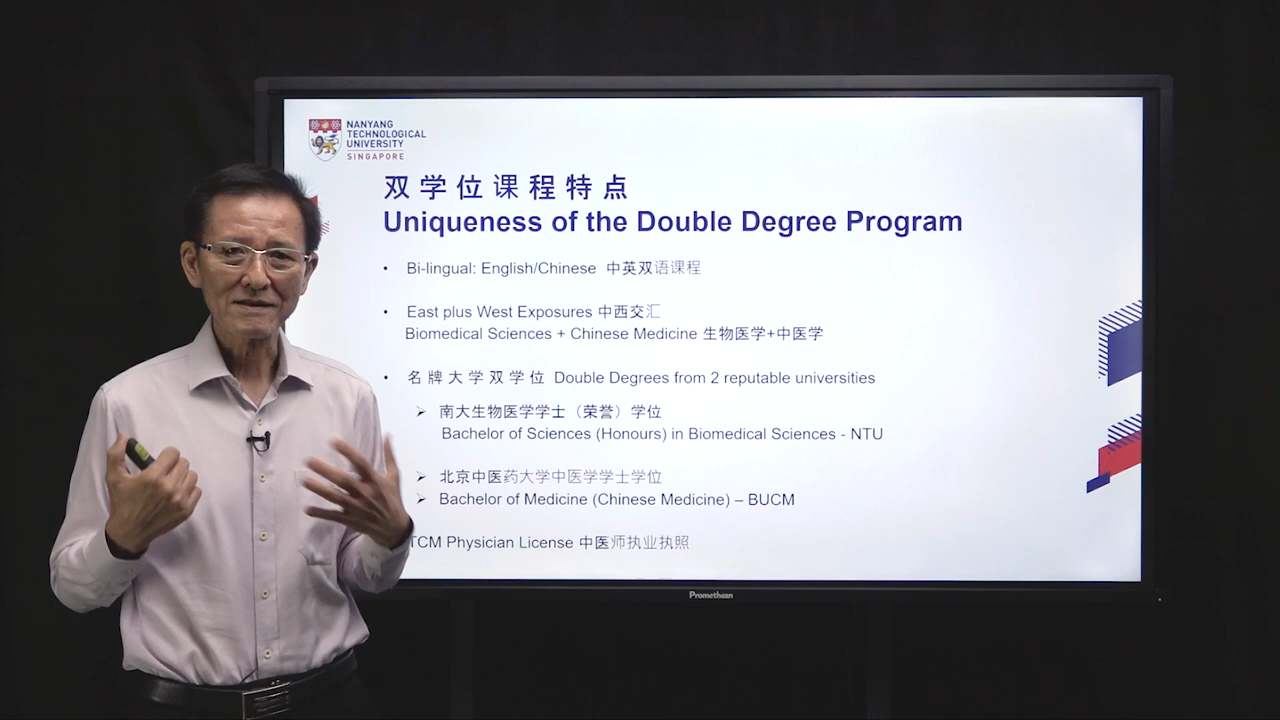 NANYANG
TECHNOLOGICAL
UNIVERSITY
SINGAPORE
双学位课程特点
Uniqueness of the Double Degree Program
• Bi-lingual: English/Chinese 中英双语课程
• East plus West Exposures 中西交汇
Biomedical Sciences + Chinese Medicine 生物医学+中医学
• 名牌大学双学位 Double Degrees from 2 reputable universities
➢ 南大生物医学学士（荣誉）学位
Bachelor of Sciences (Honours) in Biomedical Sciences - NTU
➢ 北京中医药大学中医学学士学位
➢ Bachelor of Medicine (Chinese Medicine) – BUCM
TCM Physician License 中医师执业执照
Promethean